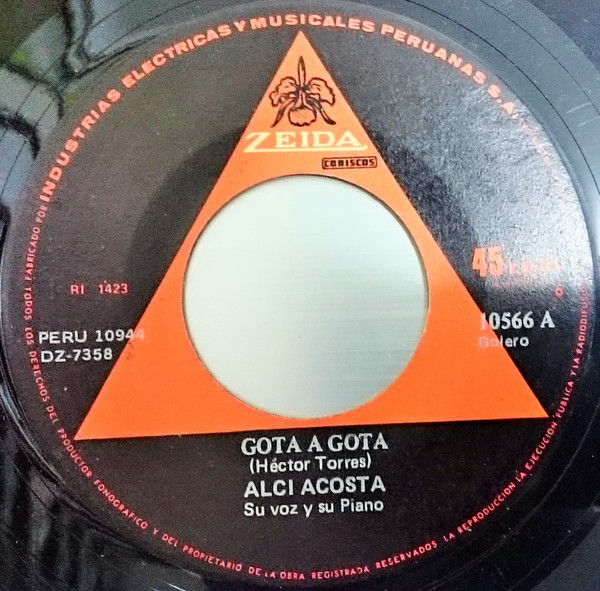 FABRICADO POR INDUSTRIAS ELECTRICAS Y MUSICALES PERUANAS S.A.
ZEIDA
CODISCOS
45
RI 1423
PERU 10944
DZ-7358
10566 A
Bolero
GOTA A GOTA
(Héctor Torres)
ALCI ACOSTA
Su voz y su Piano
TODOS LOS DERECHOS DEL PRODUCTOR FONOGRAFICO Y DEL PROPIETARIO DE LA OBRA REGISTRADA RESERVADOS LA REPRODUCCION LA EJECUCION PUBLICA Y LA RADIODIFUSION